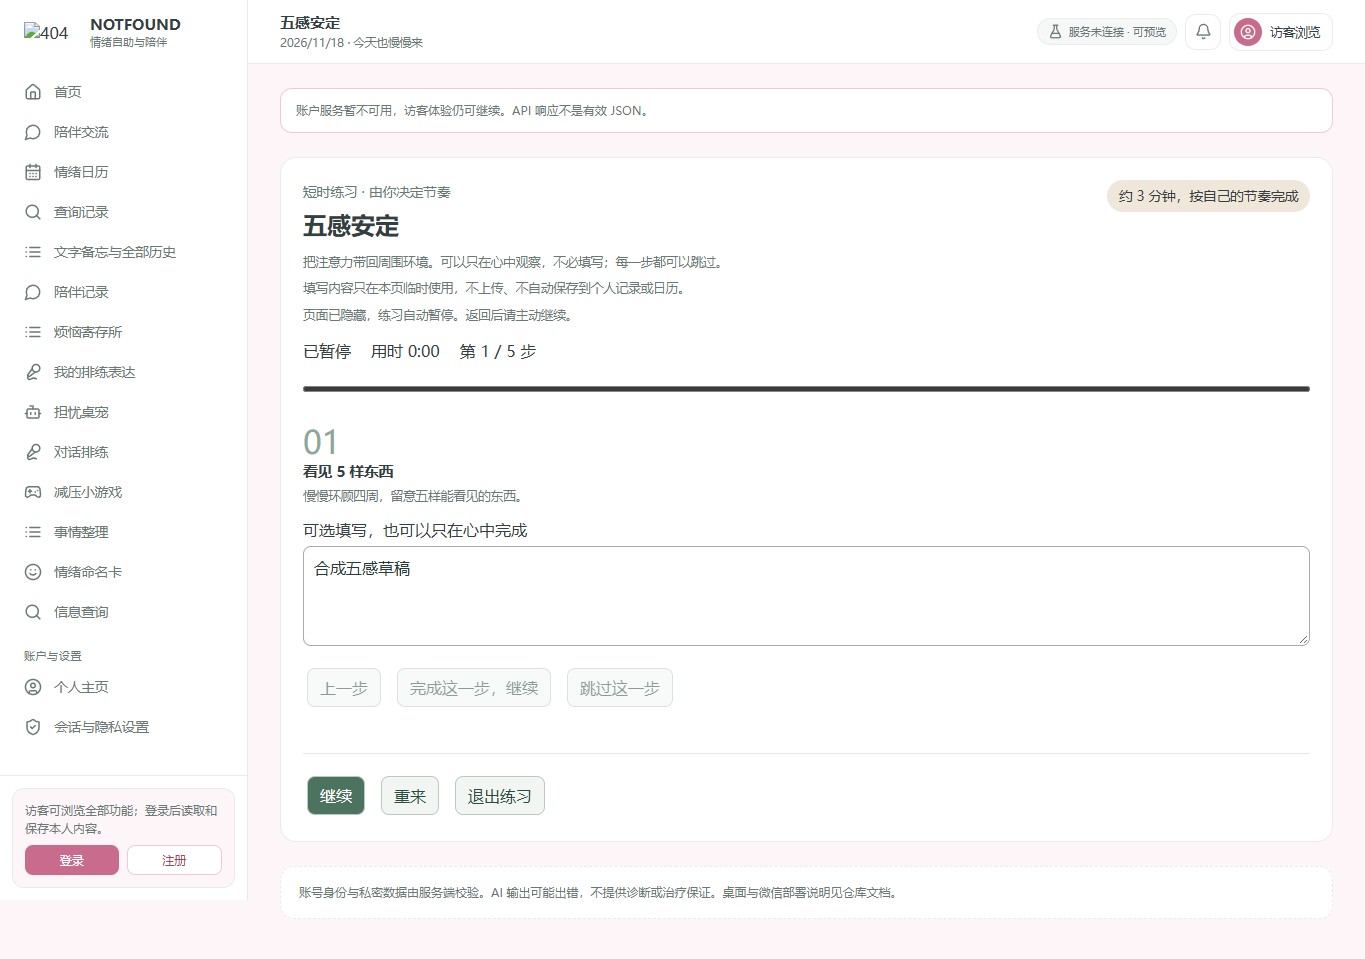 404
NOTFOUND
情绪自助与陪伴
首页
陪伴交流
情绪日历
查询记录
文字备忘与全部历史
陪伴记录
烦恼寄存所
我的排练表达
担忧桌宠
对话排练
减压小游戏
事情整理
情绪命名卡
信息查询
账户与设置
个人主页
会话与隐私设置
访客可浏览全部功能；登录后读取和
保存本人内容。
登录
注册
五感安定
2026/11/18 · 今天也慢慢来
服务未连接 · 可预览
访客浏览
账户服务暂不可用，访客体验仍可继续。API 响应不是有效 JSON。
短时练习 · 由你决定节奏
约 3 分钟，按自己的节奏完成
五感安定
把注意力带回周围环境。可以只在心中观察，不必填写；每一步都可以跳过。
填写内容只在本页临时使用，不上传、不自动保存到个人记录或日历。
页面已隐藏，练习自动暂停。返回后请主动继续。
已暂停 用时 0:00 第 1 / 5 步
01
看见 5 样东西
慢慢环顾四周，留意五样能看见的东西。
可选填写，也可以只在心中完成
合成五感草稿
上一步
完成这一步，继续
跳过这一步
继续
重来
退出练习
账号身份与私密数据由服务端校验。AI 输出可能出错，不提供诊断或治疗保证。桌面与微信部署说明见仓库文档。